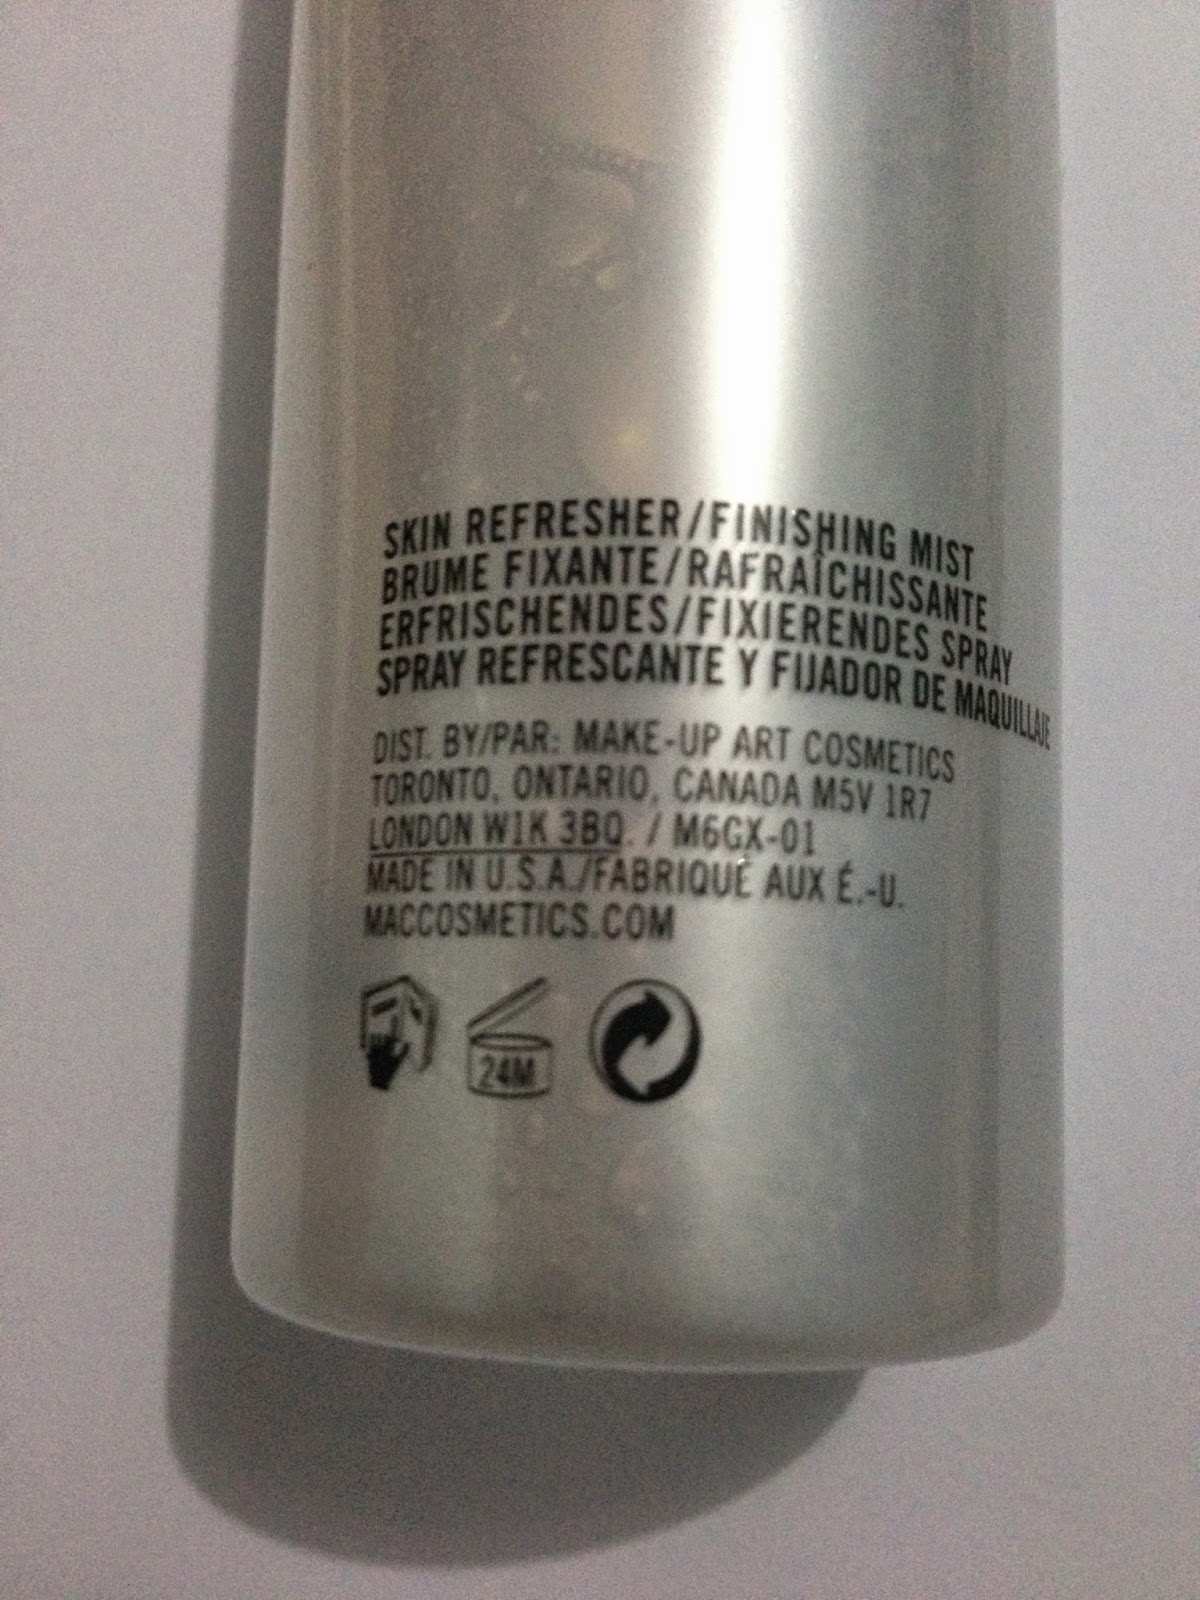 SKIN REFRESHER/FINISHING MIST
BRUME FIXANTE/RAFRAÎCHISSANTE
ERFRISCHENDES/FIXIERENDES SPRAY
SPRAY REFRESCANTE Y FIJADOR DE MAQUILLAJE
DIST. BY/PAR: MAKE-UP ART COSMETICS
TORONTO, ONTARIO, CANADA M5V 1R7
LONDON W1K 3BQ. / M6GX-01
MADE IN U.S.A./FABRIQUÉ AUX É.-U.
MACCOSMETICS.COM
24M